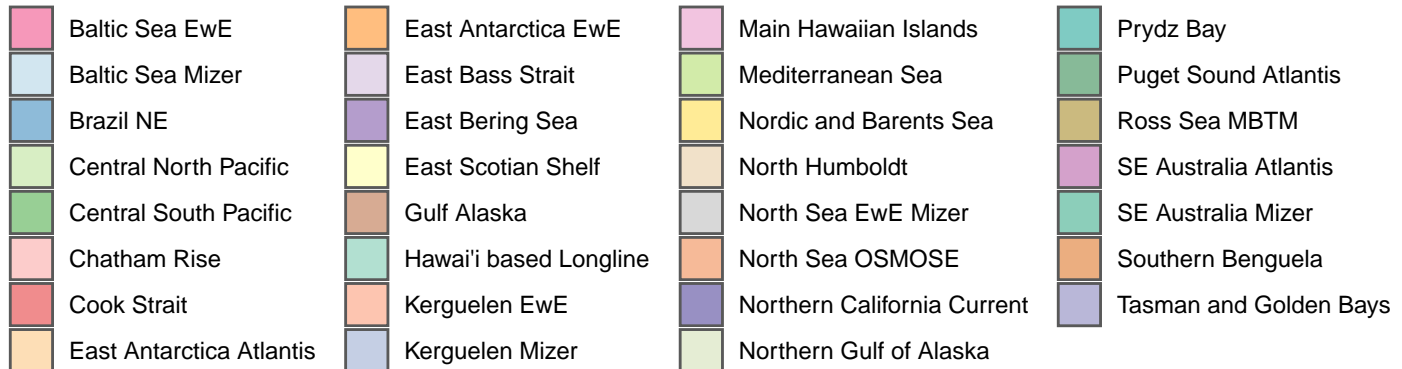 Baltic Sea EwE
Baltic Sea Mizer
Brazil NE
Central North Pacific
Central South Pacific
Chatham Rise
Cook Strait
East Antarctica Atlantis
East Antarctica EwE
East Bass Strait
East Bering Sea
East Scotian Shelf
Gulf Alaska
Hawai'i based Longline
Kerguelen EwE
Kerguelen Mizer
Main Hawaiian Islands
Mediterranean Sea
Nordic and Barents Sea
North Humboldt
North Sea EwE Mizer
North Sea OSMOSE
Northern California Current
Northern Gulf of Alaska
Prydz Bay
Puget Sound Atlantis
Ross Sea MBTM
SE Australia Atlantis
SE Australia Mizer
Southern Benguela
Tasman and Golden Bays